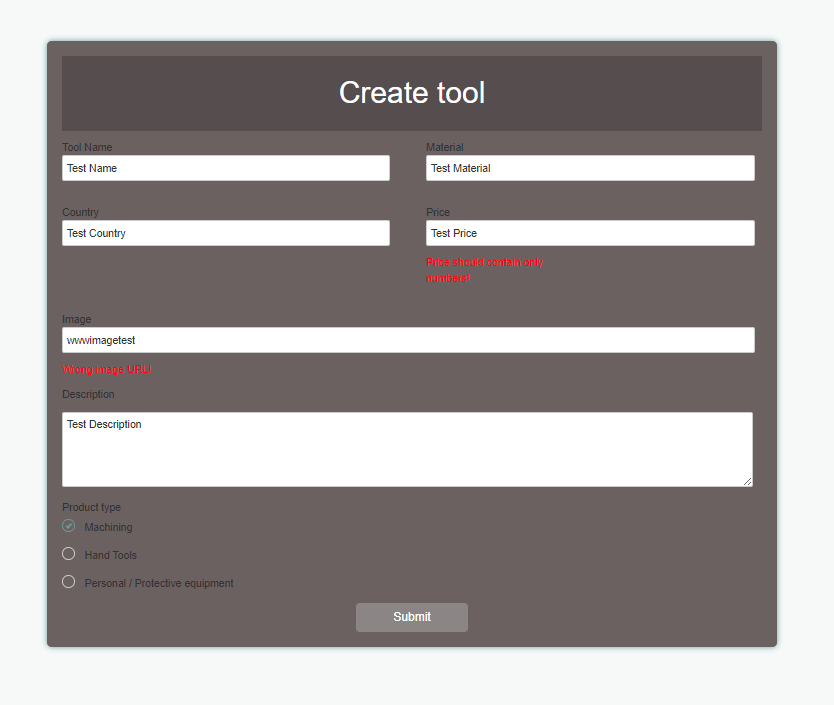 Create tool
Tool Name
Material
Test Name
Test Material
Country
Price
Test Country
Test Price
Price should contain only
numbers!
Image
wwwimagetest
Wrong image URL!
Description
Test Description
Product type
Machining
Hand Tools
Personal / Protective equipment
Submit